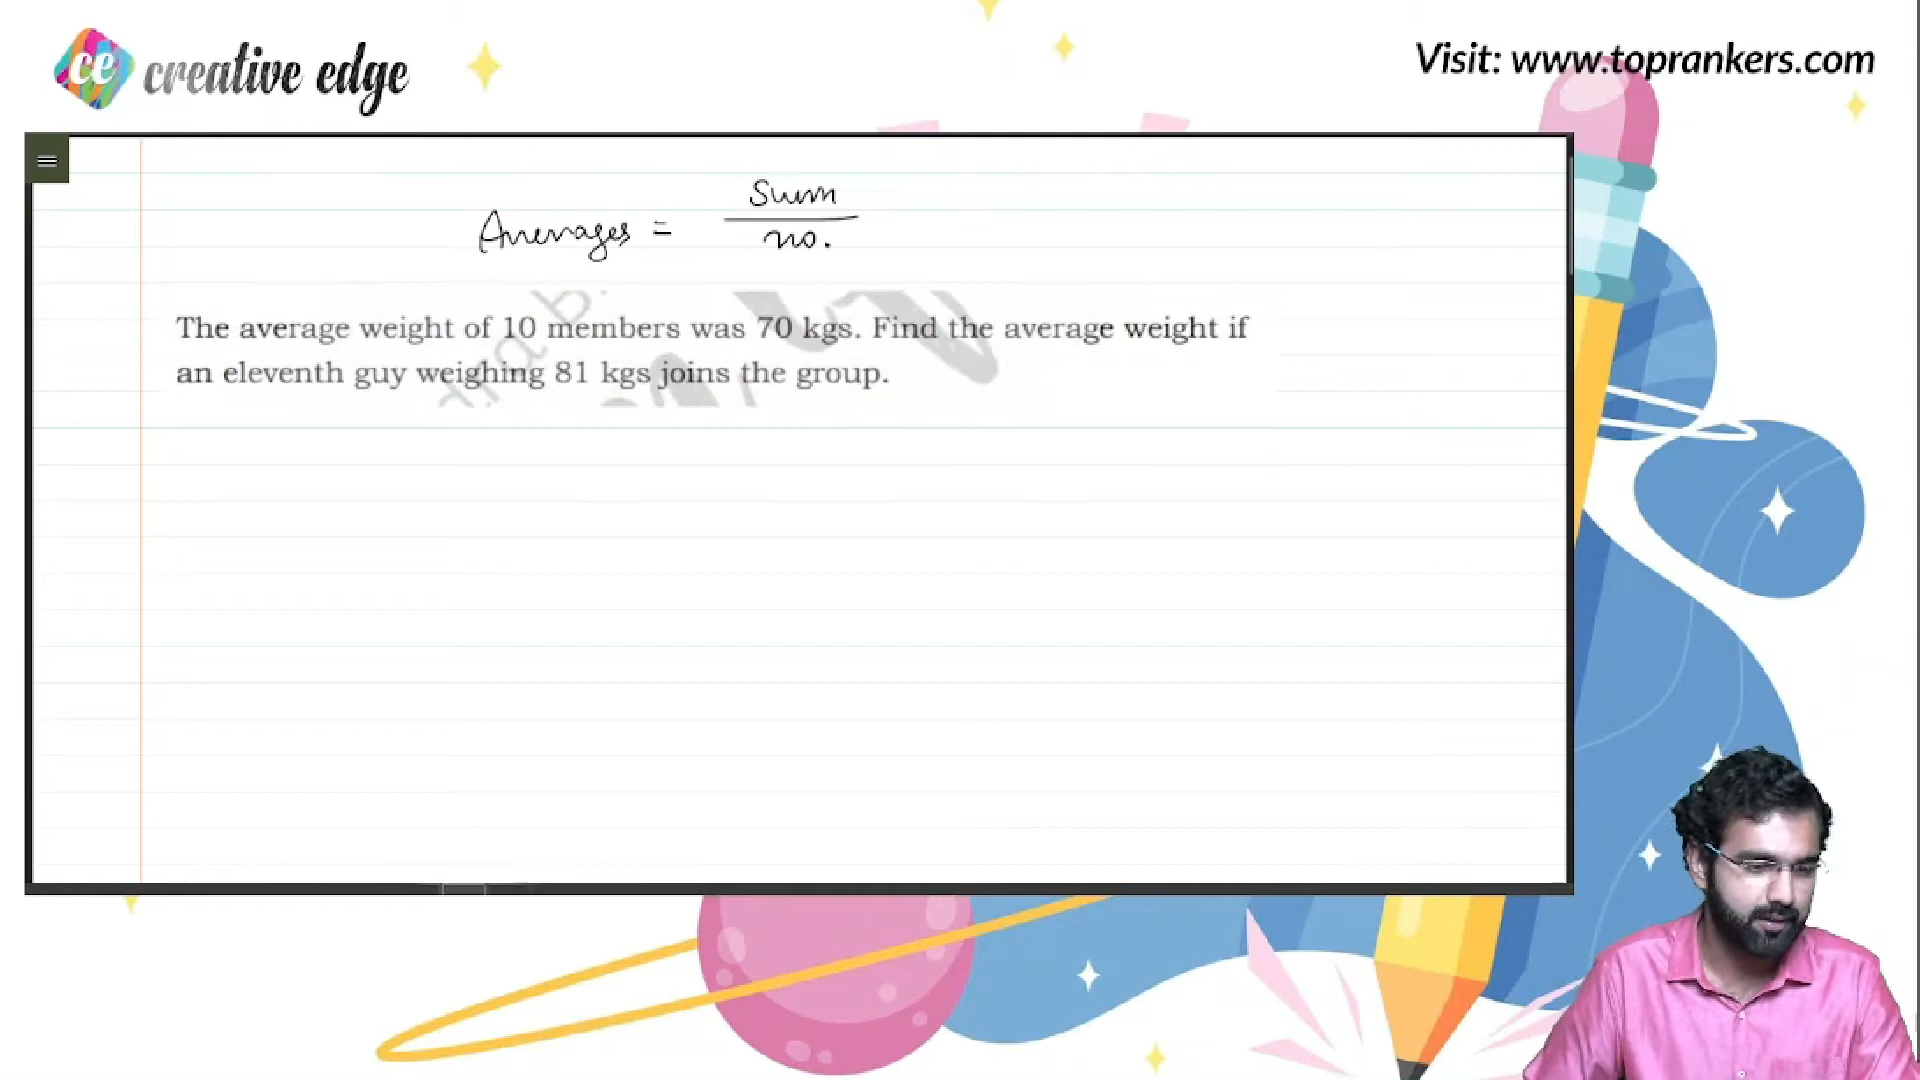 ce creative edge
Visit: www.toprankers.com
Averages = Sum
no.
The average weight of 10 members was 70 kgs. Find the average weight if
an eleventh guy weighing 81 kgs joins the group.